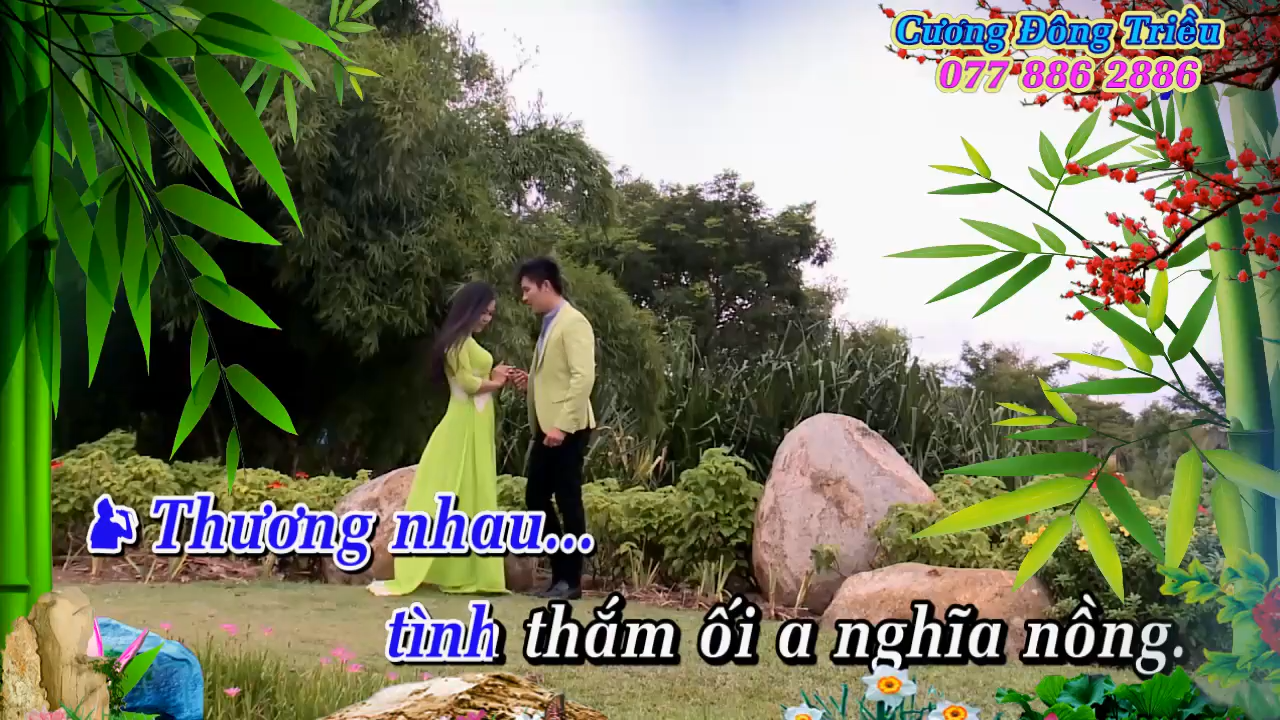 Cương Đông Triều
077 886 2886
Thương nhau...
tình thắm ối a nghĩa nồng.